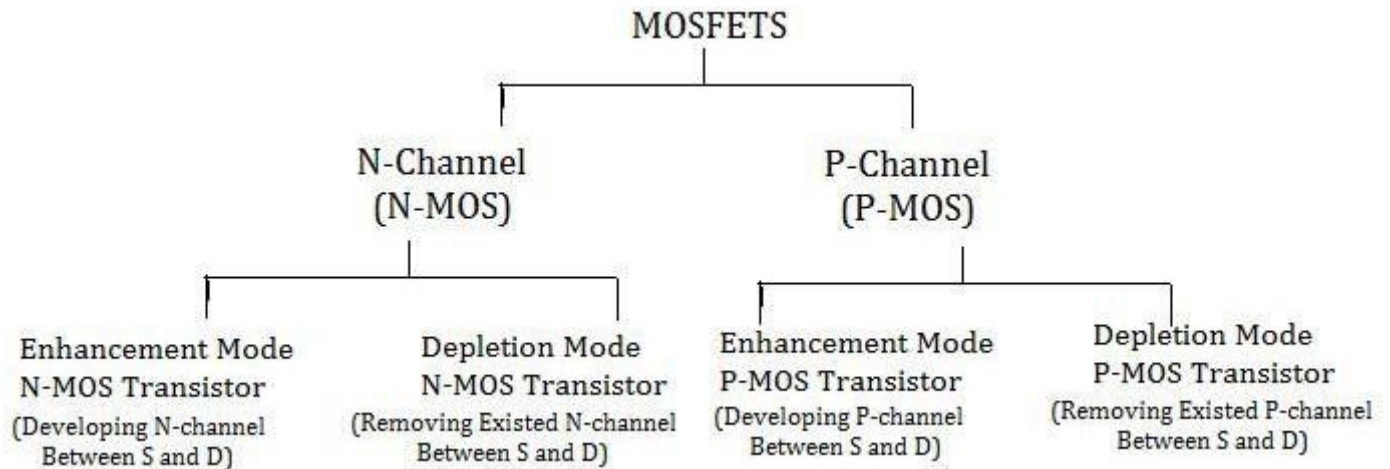 MOSFETS
N-Channel
(N-MOS)
P-Channel
(P-MOS)
Enhancement Mode
N-MOS Transistor
(Developing N-channel
Between S and D)
Depletion Mode
N-MOS Transistor
(Removing Existed N-channel
Between S and D)
Enhancement Mode
P-MOS Transistor
(Developing P-channel
Between S and D)
Depletion Mode
P-MOS Transistor
(Removing Existed P-channel
Between S and D)